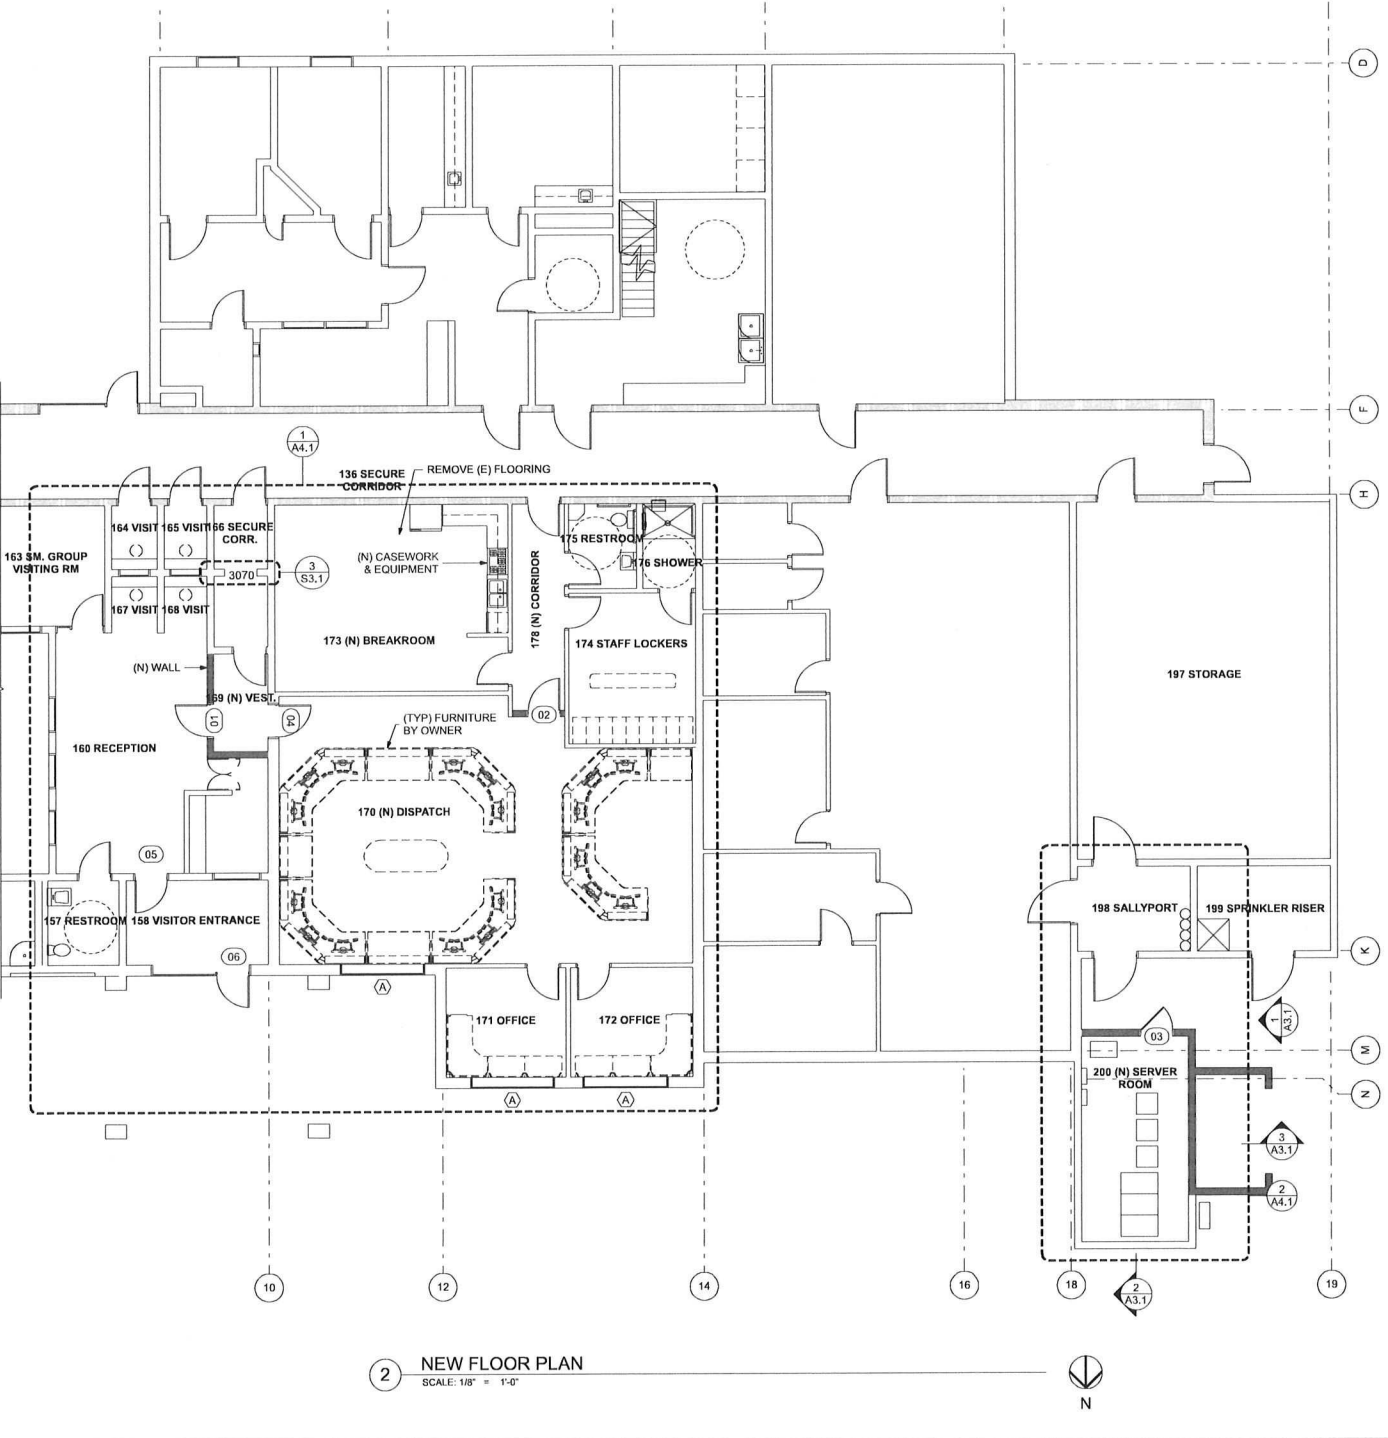 D
F
1
A4.1
136 SECURE
CORRIDOR
REMOVE (E) FLOORING
H
164 VISIT
165 VISIT
166 SECURE
CORR.
163 SM. GROUP
VISITING RM
(N) CASEWORK
& EQUIPMENT
175 RESTROOM
176 SHOWER
3070
3
S3.1
167 VISIT
168 VISIT
178 (N) CORRIDOR
173 (N) BREAKROOM
174 STAFF LOCKERS
(N) WALL
197 STORAGE
169 (N) VEST.
01
04
02
(TYP) FURNITURE
BY OWNER
160 RECEPTION
170 (N) DISPATCH
05
157 RESTROOM
158 VISITOR ENTRANCE
198 SALLYPORT
199 SPRINKLER RISER
06
K
A
171 OFFICE
172 OFFICE
1
A3.1
03
M
200 (N) SERVER
ROOM
N
A
A
3
A3.1
2
A4.1
10
12
14
16
18
19
2
A3.1
2
NEW FLOOR PLAN
SCALE: 1/8" = 1'-0"
N